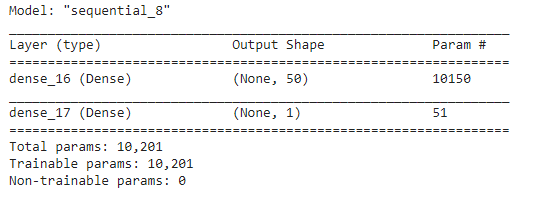 Model: "sequential_8"
_________________________________________________________________
Layer (type)                 Output Shape              Param #
=================================================================
dense_16 (Dense)             (None, 50)                10150
_________________________________________________________________
dense_17 (Dense)             (None, 1)                 51
=================================================================
Total params: 10,201
Trainable params: 10,201
Non-trainable params: 0